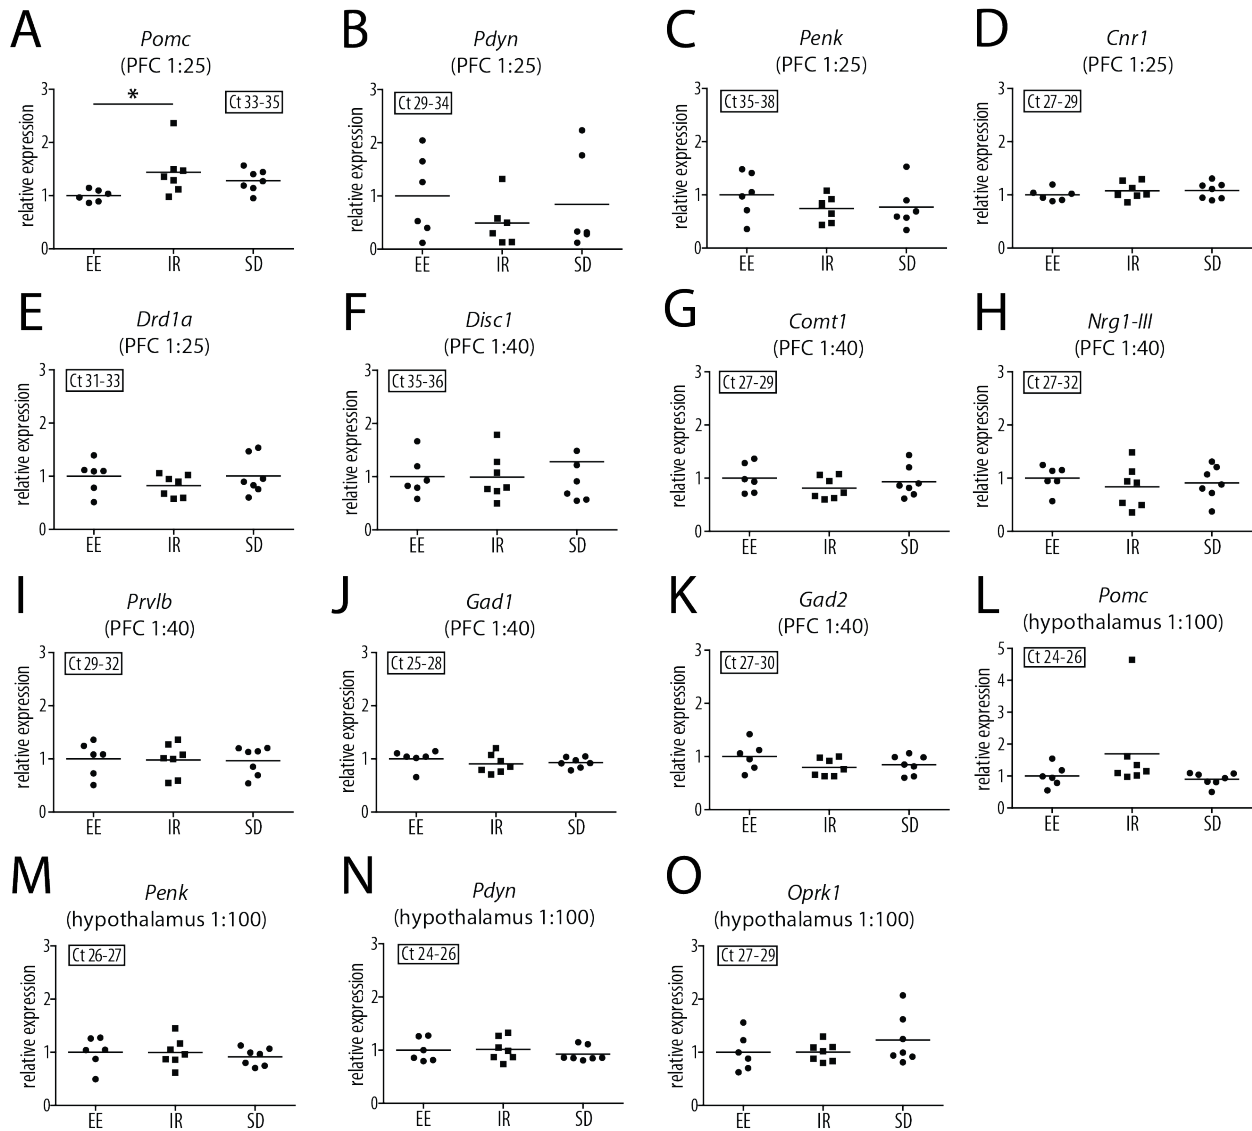 A
Pomc
(PFC 1:25)
relative expression
3
2
1
0
*
Ct 33-35
EE
IR
SD
B
Pdyn
(PFC 1:25)
relative expression
3
2
1
0
Ct 29-34
EE
IR
SD
C
Penk
(PFC 1:25)
relative expression
3
2
1
0
Ct 35-38
EE
IR
SD
D
Cnr1
(PFC 1:25)
relative expression
3
2
1
0
Ct 27-29
EE
IR
SD
E
Drd1a
(PFC 1:25)
relative expression
3
2
1
0
Ct 31-33
EE
IR
SD
F
Disc1
(PFC 1:40)
relative expression
3
2
1
0
Ct 35-36
EE
IR
SD
G
Comt1
(PFC 1:40)
relative expression
3
2
1
0
Ct 27-29
EE
IR
SD
H
Nrg1-III
(PFC 1:40)
relative expression
3
2
1
0
Ct 27-32
EE
IR
SD
I
Prvlb
(PFC 1:40)
relative expression
3
2
1
0
Ct 29-32
EE
IR
SD
J
Gad1
(PFC 1:40)
relative expression
3
2
1
0
Ct 25-28
EE
IR
SD
K
Gad2
(PFC 1:40)
relative expression
3
2
1
0
Ct 27-30
EE
IR
SD
L
Pomc
(hypothalamus 1:100)
relative expression
5
4
3
2
1
0
Ct 24-26
EE
IR
SD
M
Penk
(hypothalamus 1:100)
relative expression
3
2
1
0
Ct 26-27
EE
IR
SD
N
Pdyn
(hypothalamus 1:100)
relative expression
3
2
1
0
Ct 24-26
EE
IR
SD
O
Oprk1
(hypothalamus 1:100)
relative expression
3
2
1
0
Ct 27-29
EE
IR
SD